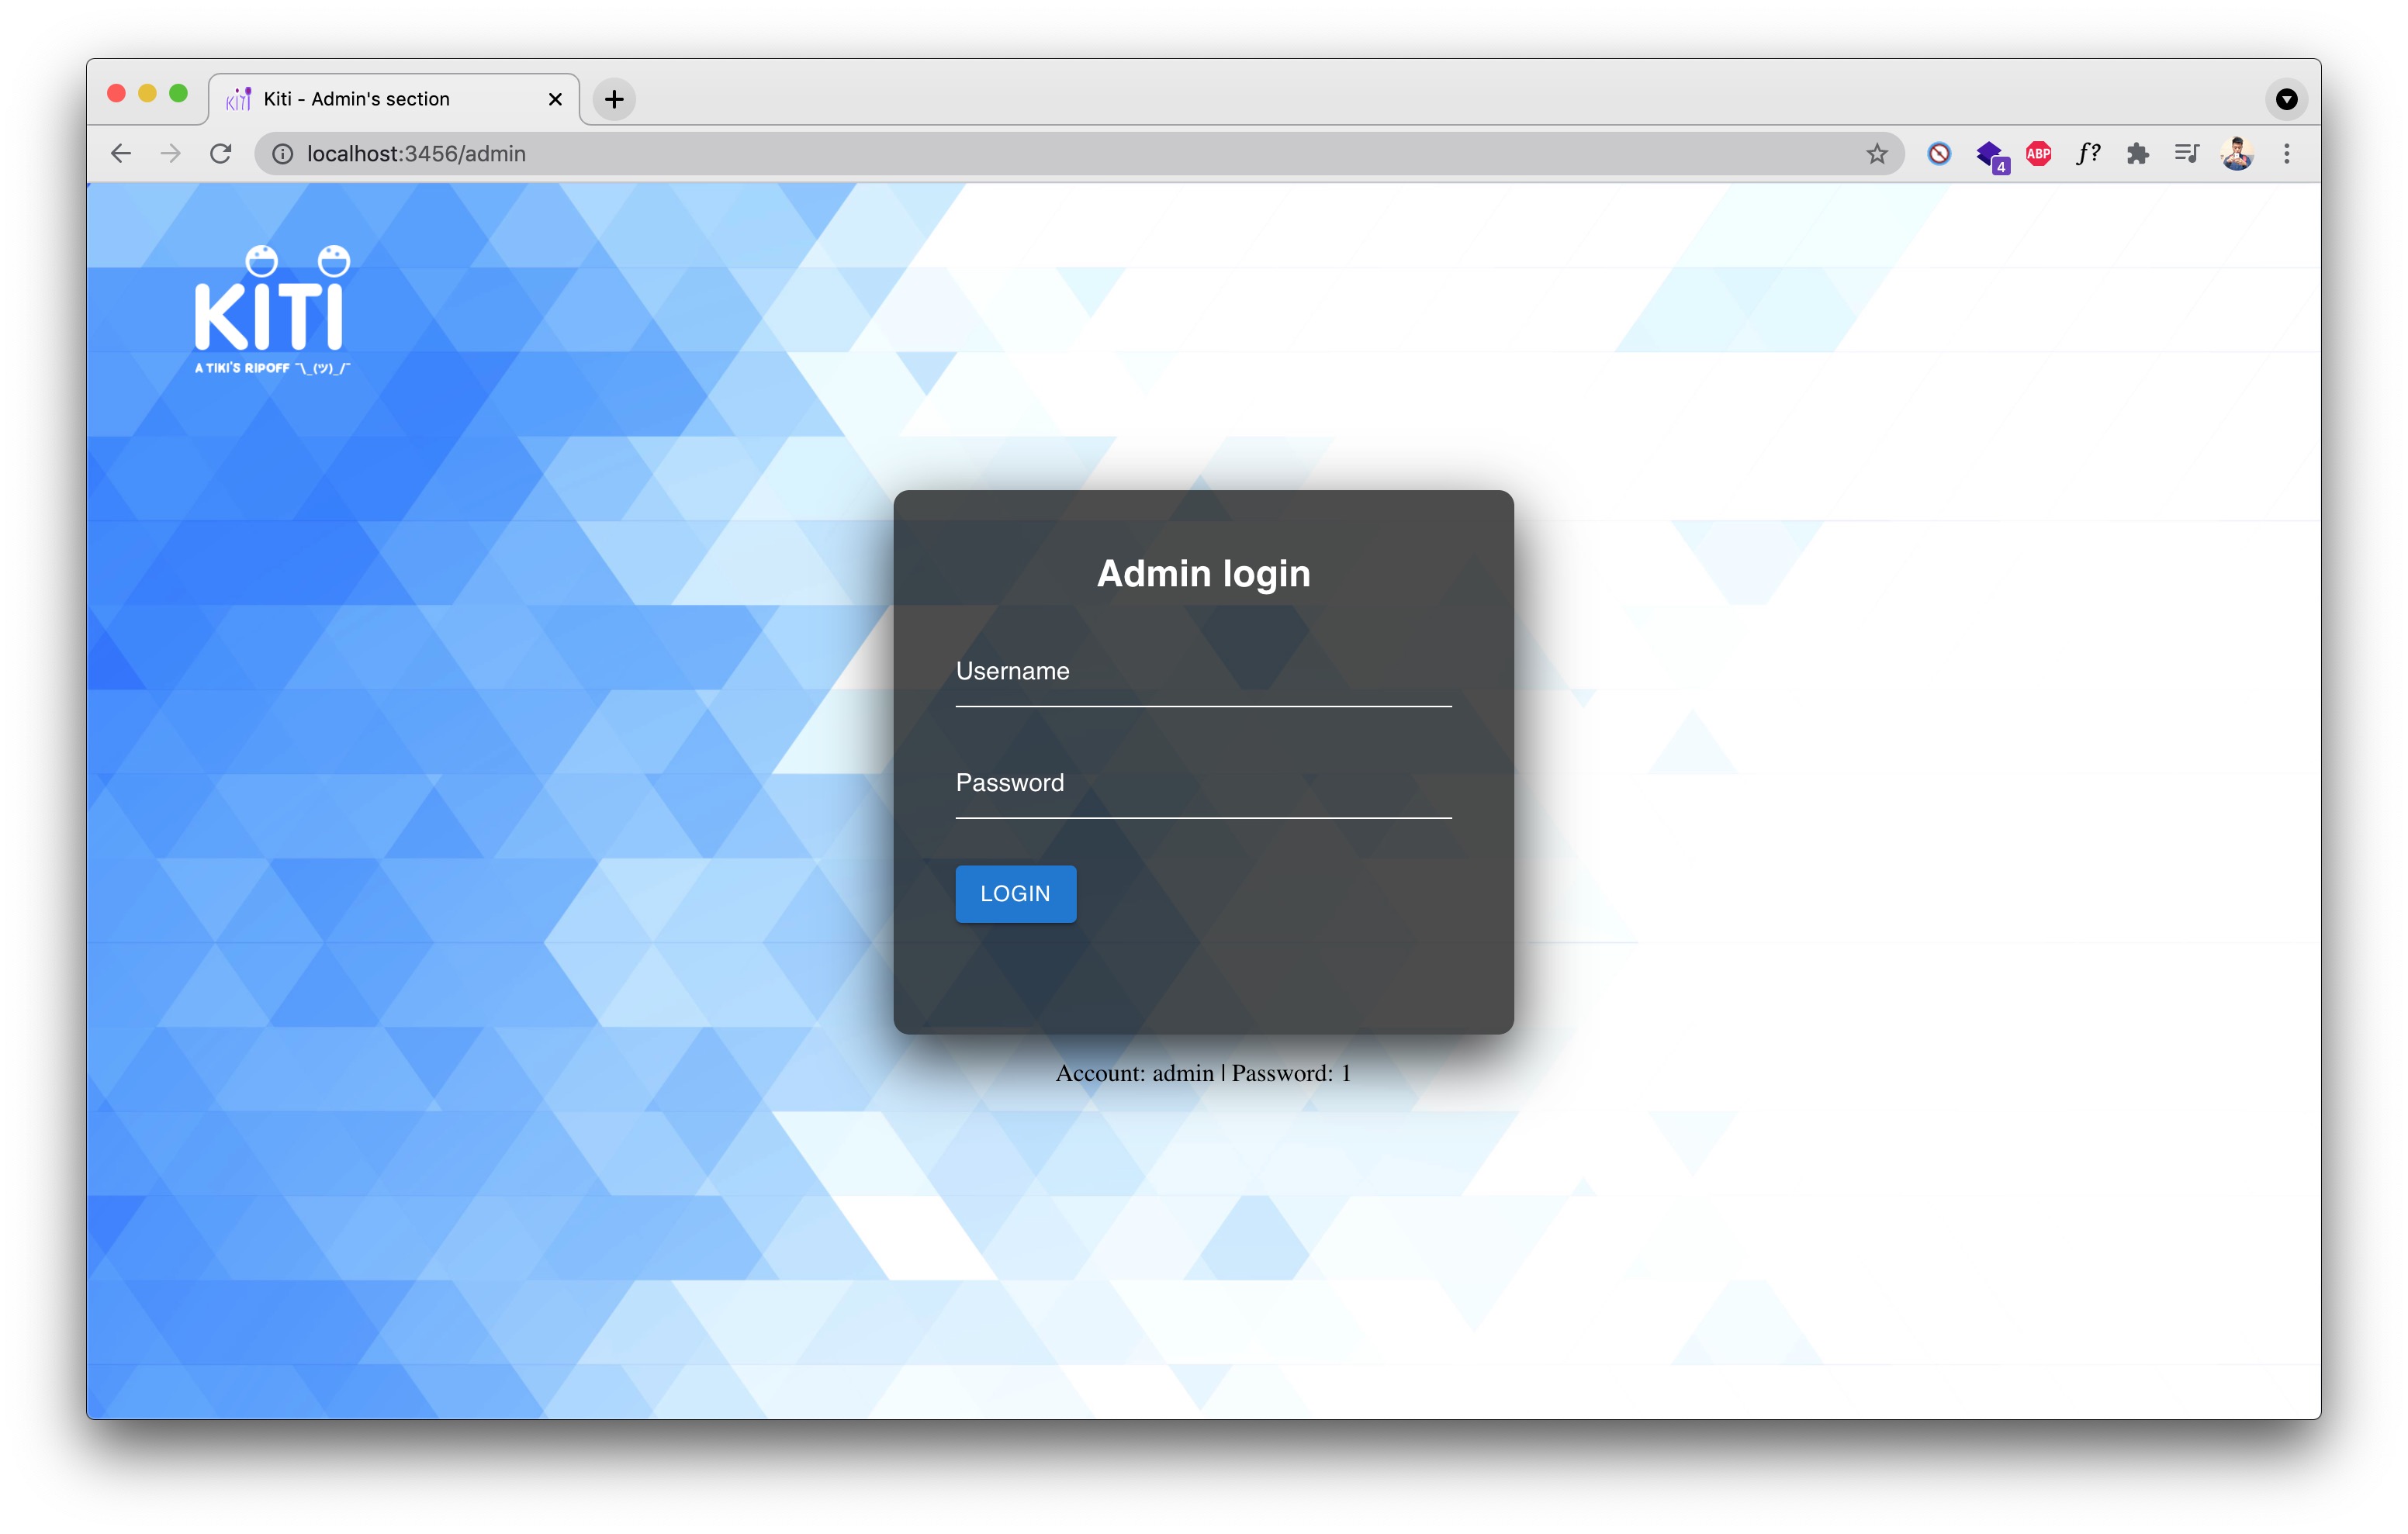 Kiti - Admin's section
localhost:3456/admin
4
ABP
f?
KITI
A TIKI'S RIPOFF ¯\_(ツ)_/¯
Admin login
Username
Password
LOGIN
Account: admin | Password: 1